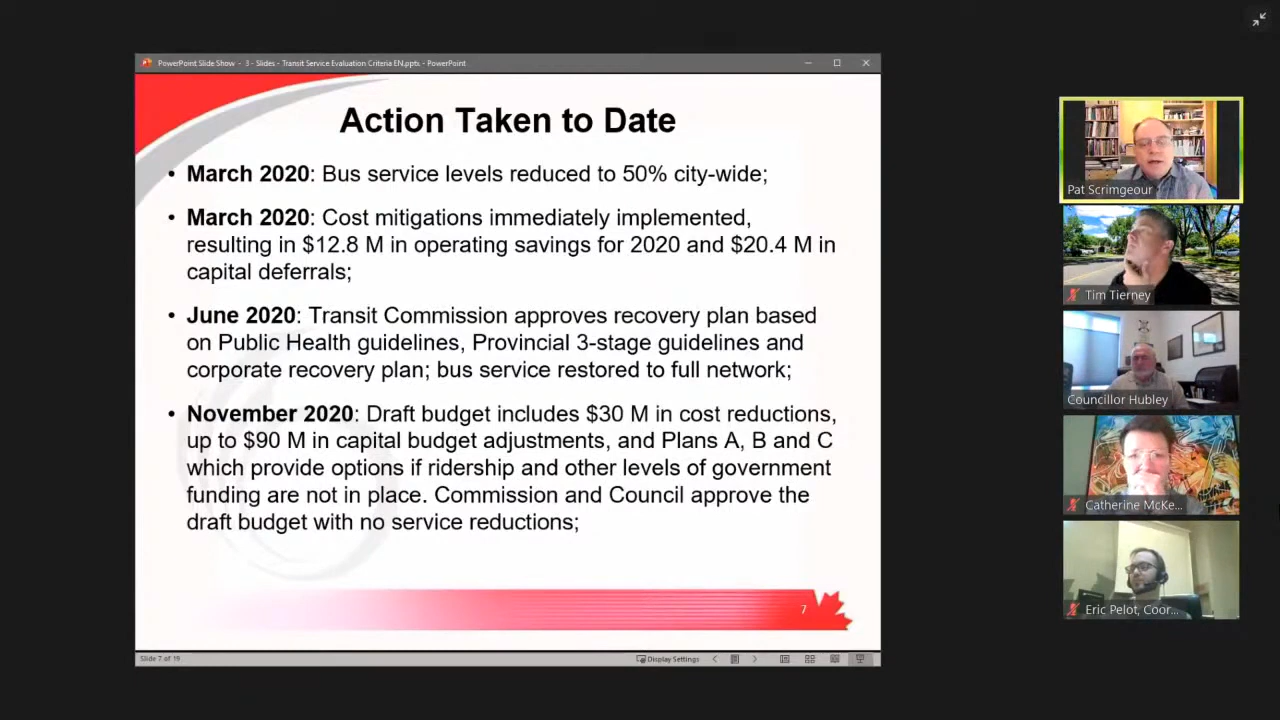 PowerPoint Slide Show - 3 - Slides - Transit Service Evaluation Criteria EN.pptx - PowerPoint
Action Taken to Date
• March 2020: Bus service levels reduced to 50% city-wide;
• March 2020: Cost mitigations immediately implemented,
resulting in $12.8 M in operating savings for 2020 and $20.4 M in
capital deferrals;
• June 2020: Transit Commission approves recovery plan based
on Public Health guidelines, Provincial 3-stage guidelines and
corporate recovery plan; bus service restored to full network;
• November 2020: Draft budget includes $30 M in cost reductions,
up to $90 M in capital budget adjustments, and Plans A, B and C
which provide options if ridership and other levels of government
funding are not in place. Commission and Council approve the
draft budget with no service reductions;
7
Slide 7 of 19
Display Settings
Pat Scrimgeour
Tim Tierney
Councillor Hubley
Catherine McKe...
Eric Pelot, Coor...